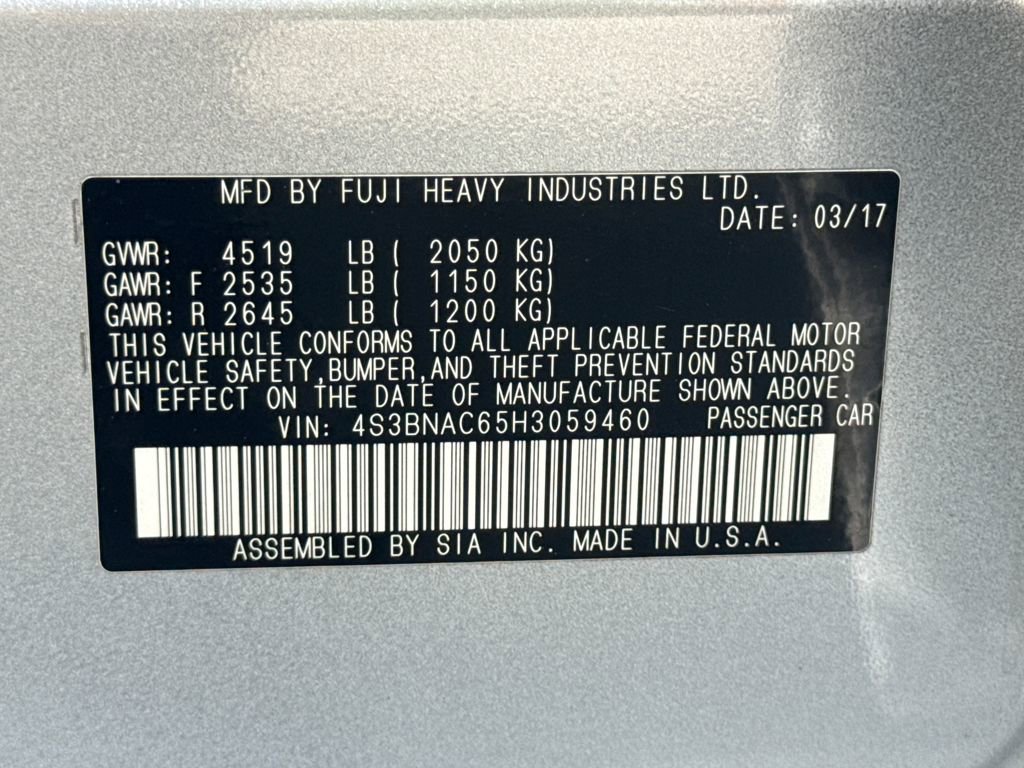 MFD BY FUJI HEAVY INDUSTRIES LTD.
DATE: 03/17
GVWR: 4519 LB ( 2050 KG)
GAWR: F 2535 LB ( 1150 KG)
GAWR: R 2645 LB ( 1200 KG)
THIS VEHICLE CONFORMS TO ALL APPLICABLE FEDERAL MOTOR
VEHICLE SAFETY,BUMPER,AND THEFT PREVENTION STANDARDS
IN EFFECT ON THE DATE OF MANUFACTURE SHOWN ABOVE.
VIN: 4S3BNAC65H3059460 PASSENGER CAR
ASSEMBLED BY SIA INC. MADE IN U.S.A.